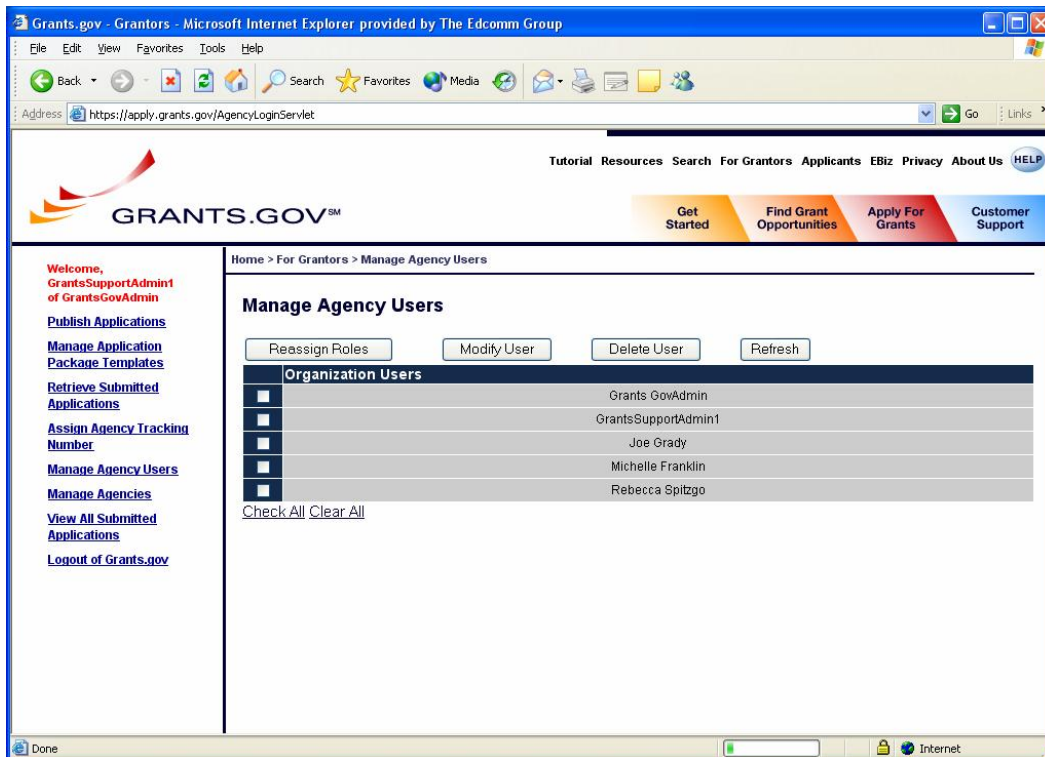 Grants.gov - Grantors - Microsoft Internet Explorer provided by The Edcomm Group
File Edit View Favorites Tools Help
Back Search Favorites Media
Address https://apply.grants.gov/AgencyLoginServlet Go Links
Tutorial Resources Search For Grantors Applicants EBiz Privacy About Us HELP
GRANTS.GOV℠
Get Started
Find Grant Opportunities
Apply For Grants
Customer Support
Welcome,
GrantsSupportAdmin1
of GrantsGovAdmin
Publish Applications
Manage Application
Package Templates
Retrieve Submitted
Applications
Assign Agency Tracking
Number
Manage Agency Users
Manage Agencies
View All Submitted
Applications
Logout of Grants.gov
Home > For Grantors > Manage Agency Users
Manage Agency Users
Reassign Roles Modify User Delete User Refresh
Organization Users
Grants GovAdmin
GrantsSupportAdmin1
Joe Grady
Michelle Franklin
Rebecca Spitzgo
Check All Clear All
Done Internet